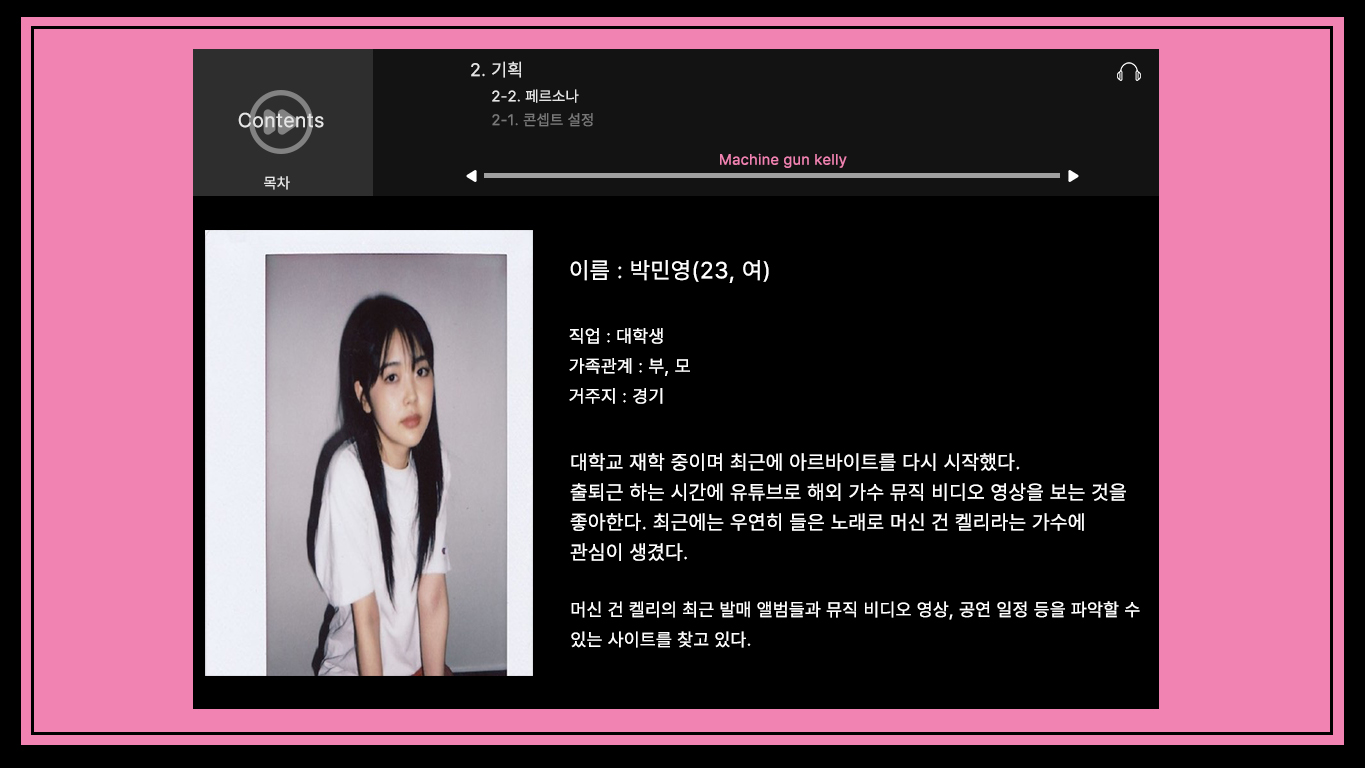 Contents
목차
2. 기획
2-2. 페르소나
2-1. 콘셉트 설정
Machine gun kelly
이름 : 박민영(23, 여)
직업 : 대학생
가족관계 : 부, 모
거주지 : 경기
대학교 재학 중이며 최근에 아르바이트를 다시 시작했다.
출퇴근 하는 시간에 유튜브로 해외 가수 뮤직 비디오 영상을 보는 것을
좋아한다. 최근에는 우연히 들은 노래로 머신 건 켈리라는 가수에
관심이 생겼다.
머신 건 켈리의 최근 발매 앨범들과 뮤직 비디오 영상, 공연 일정 등을 파악할 수
있는 사이트를 찾고 있다.